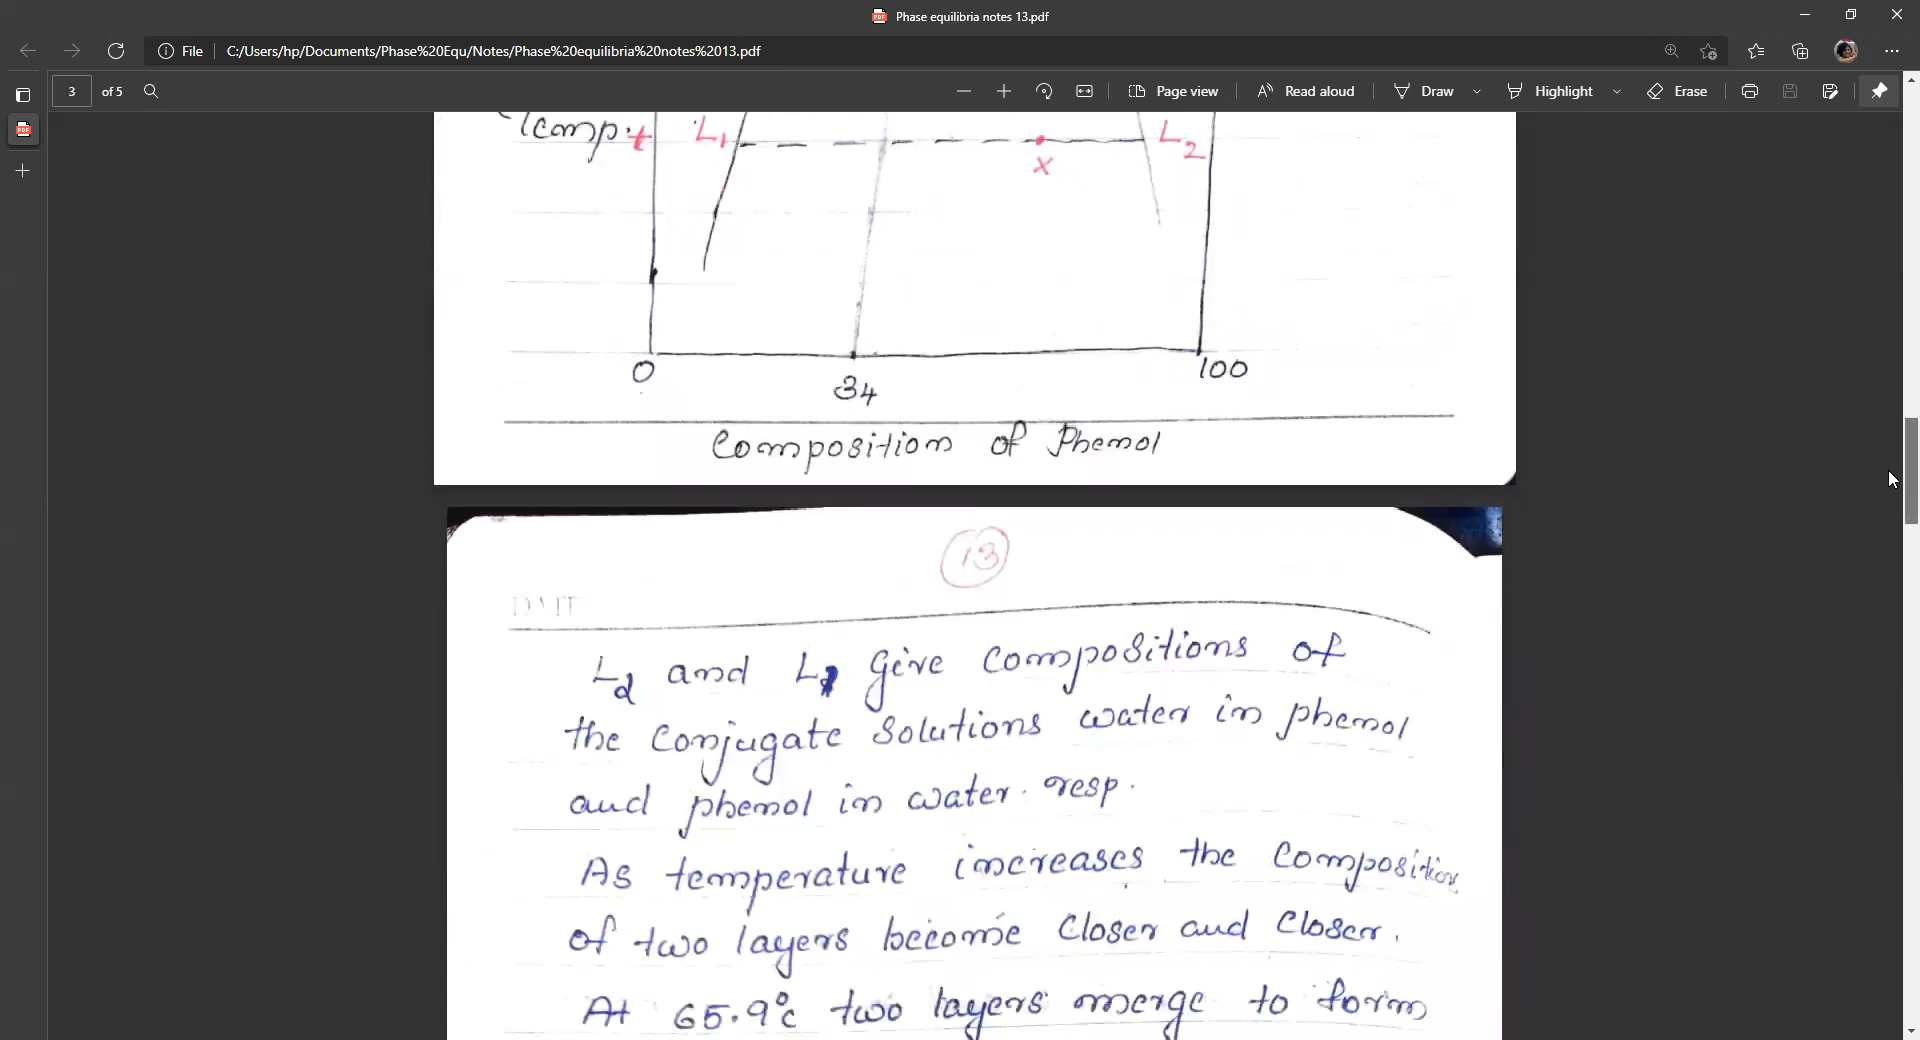 Phase equilibria notes 13.pdf
File C:/Users/hp/Documents/Phase%20Equ/Notes/Phase%20equilibria%20notes%2013.pdf
3 of 5 Page view Read aloud Draw Highlight Erase
Temp. t L1 x L2
0 34 100
Composition of Phenol
13
L2 and L1 give compositions of
the conjugate solutions water in phenol
and phenol in water. resp.
As temperature increases the composition
of two layers become closer and closer.
At 65.9°c two layers merge to form